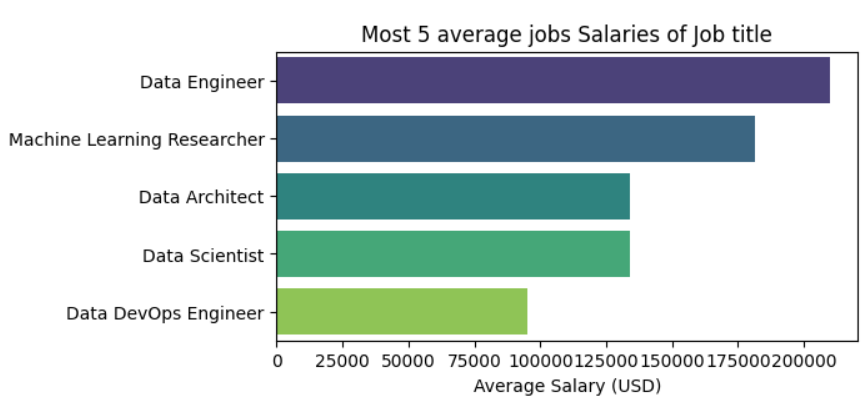 Most 5 average jobs Salaries of Job title
Data Engineer
Machine Learning Researcher
Data Architect
Data Scientist
Data DevOps Engineer
0 25000 50000 75000 100000 125000 150000 175000 200000
Average Salary (USD)